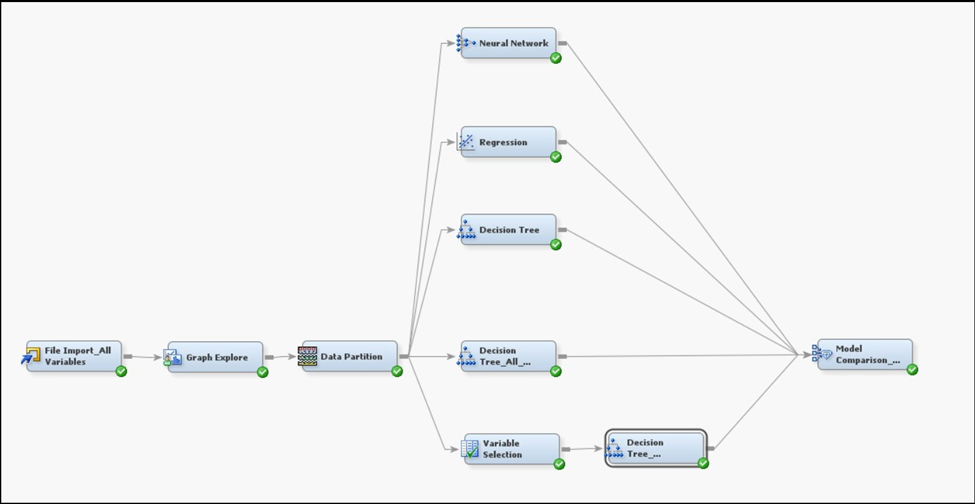 Neural Network
Regression
Decision Tree
File Import_All
Variables
Graph Explore
Data Partition
Decision
Tree_All_...
Model
Comparison_...
Variable
Selection
Decision
Tree_...